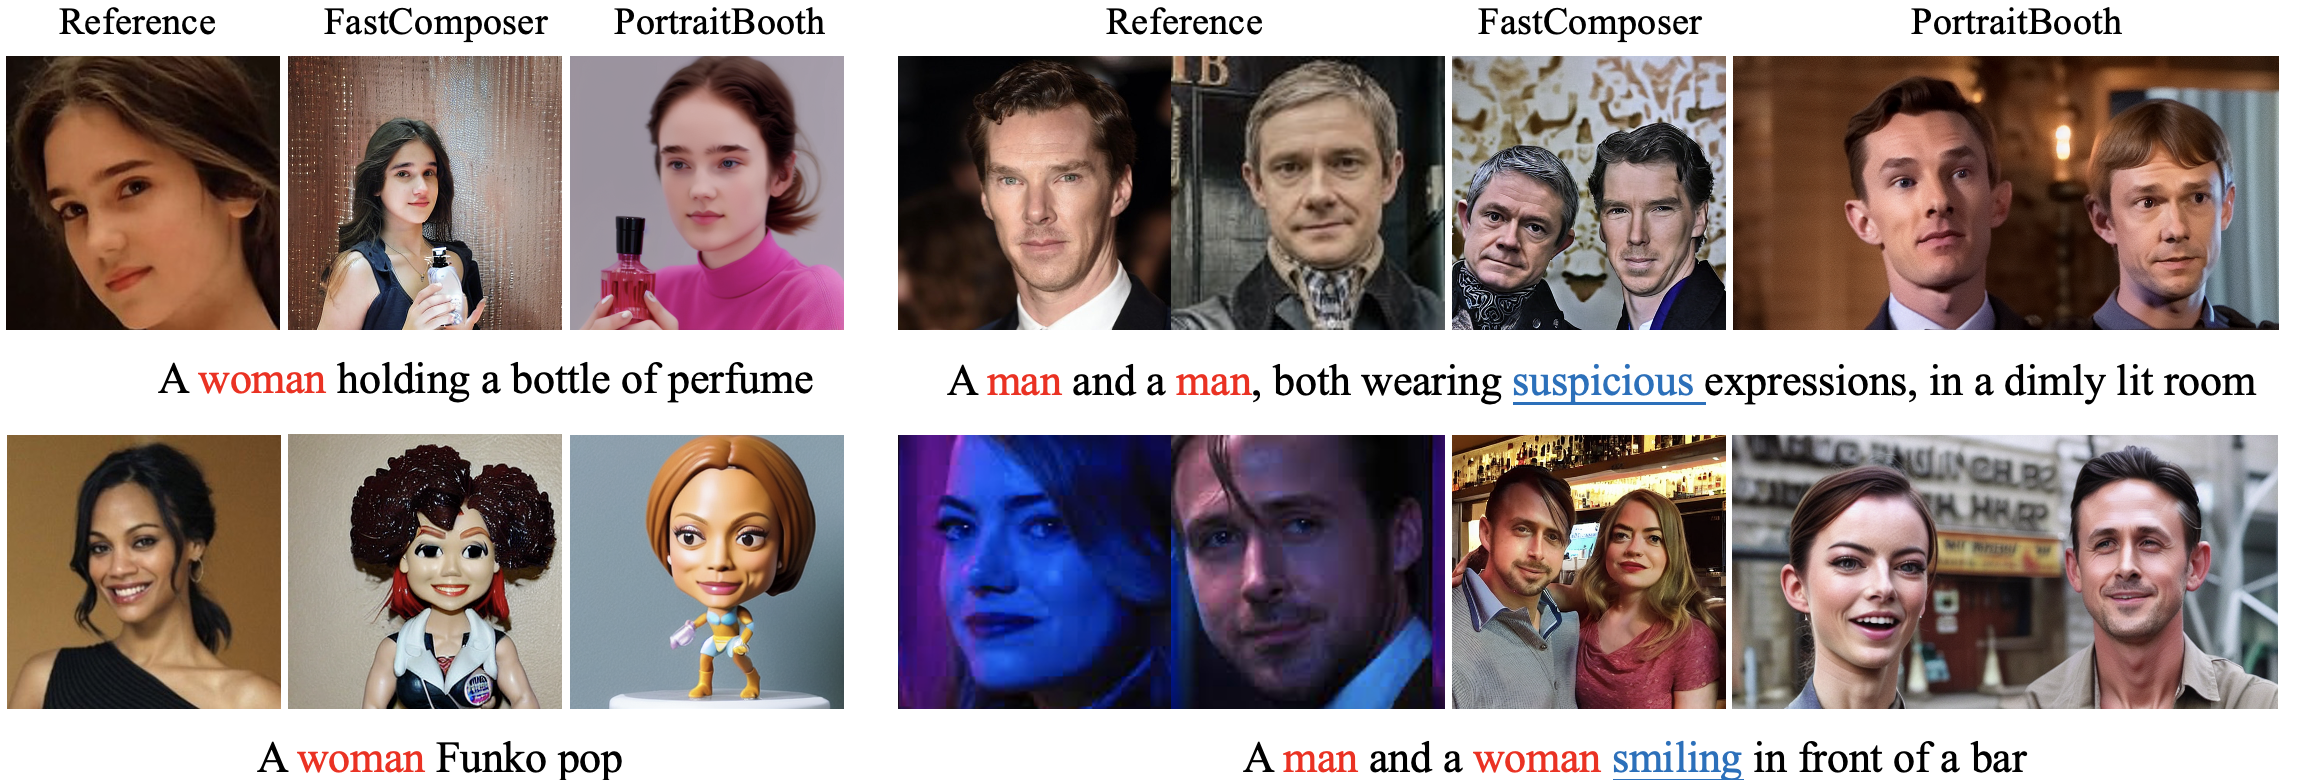 Reference FastComposer PortraitBooth Reference FastComposer PortraitBooth
A woman holding a bottle of perfume
A man and a man, both wearing suspicious expressions, in a dimly lit room
A woman Funko pop
A man and a woman smiling in front of a bar